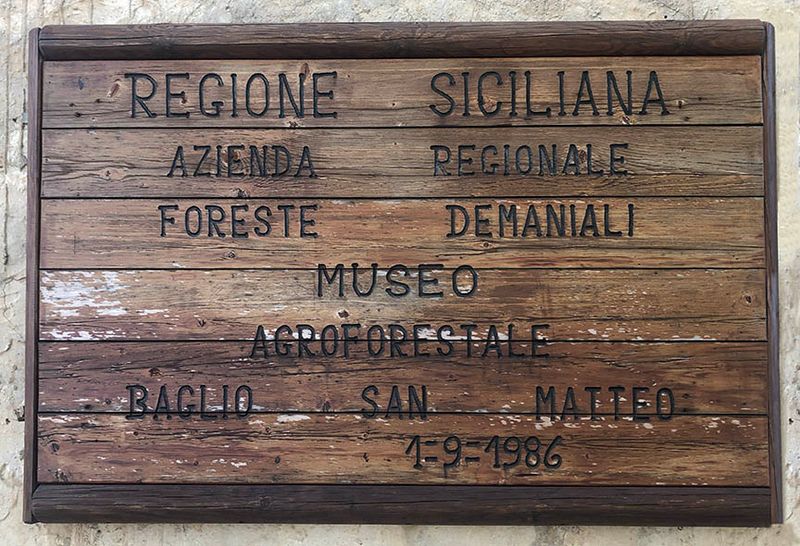 REGIONE SICILIANA
AZIENDA REGIONALE
FORESTE DEMANIALI
MUSEO
AGROFORESTALE
BAGLIO SAN MATTEO
1=9=1986